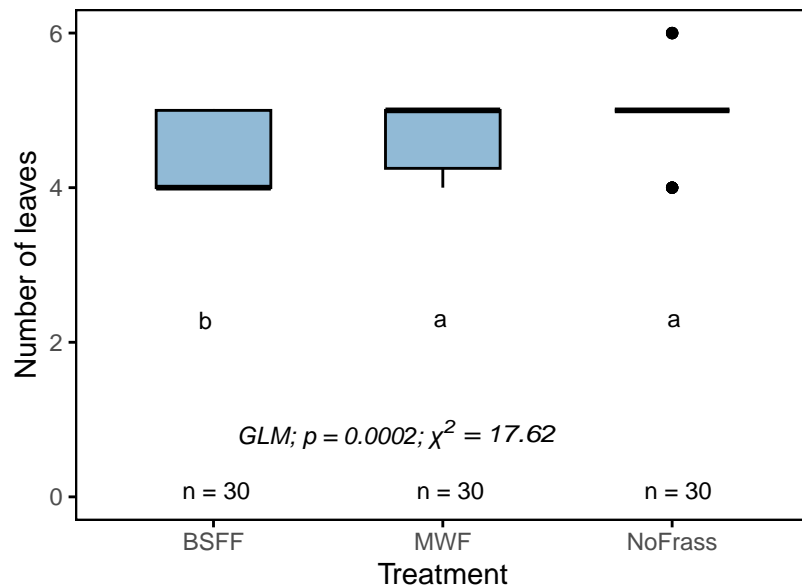 Number of leaves
6
4
2
0
b a a
GLM; p = 0.0002; χ² = 17.62
n = 30 n = 30 n = 30
BSFF MWF NoFrass
Treatment